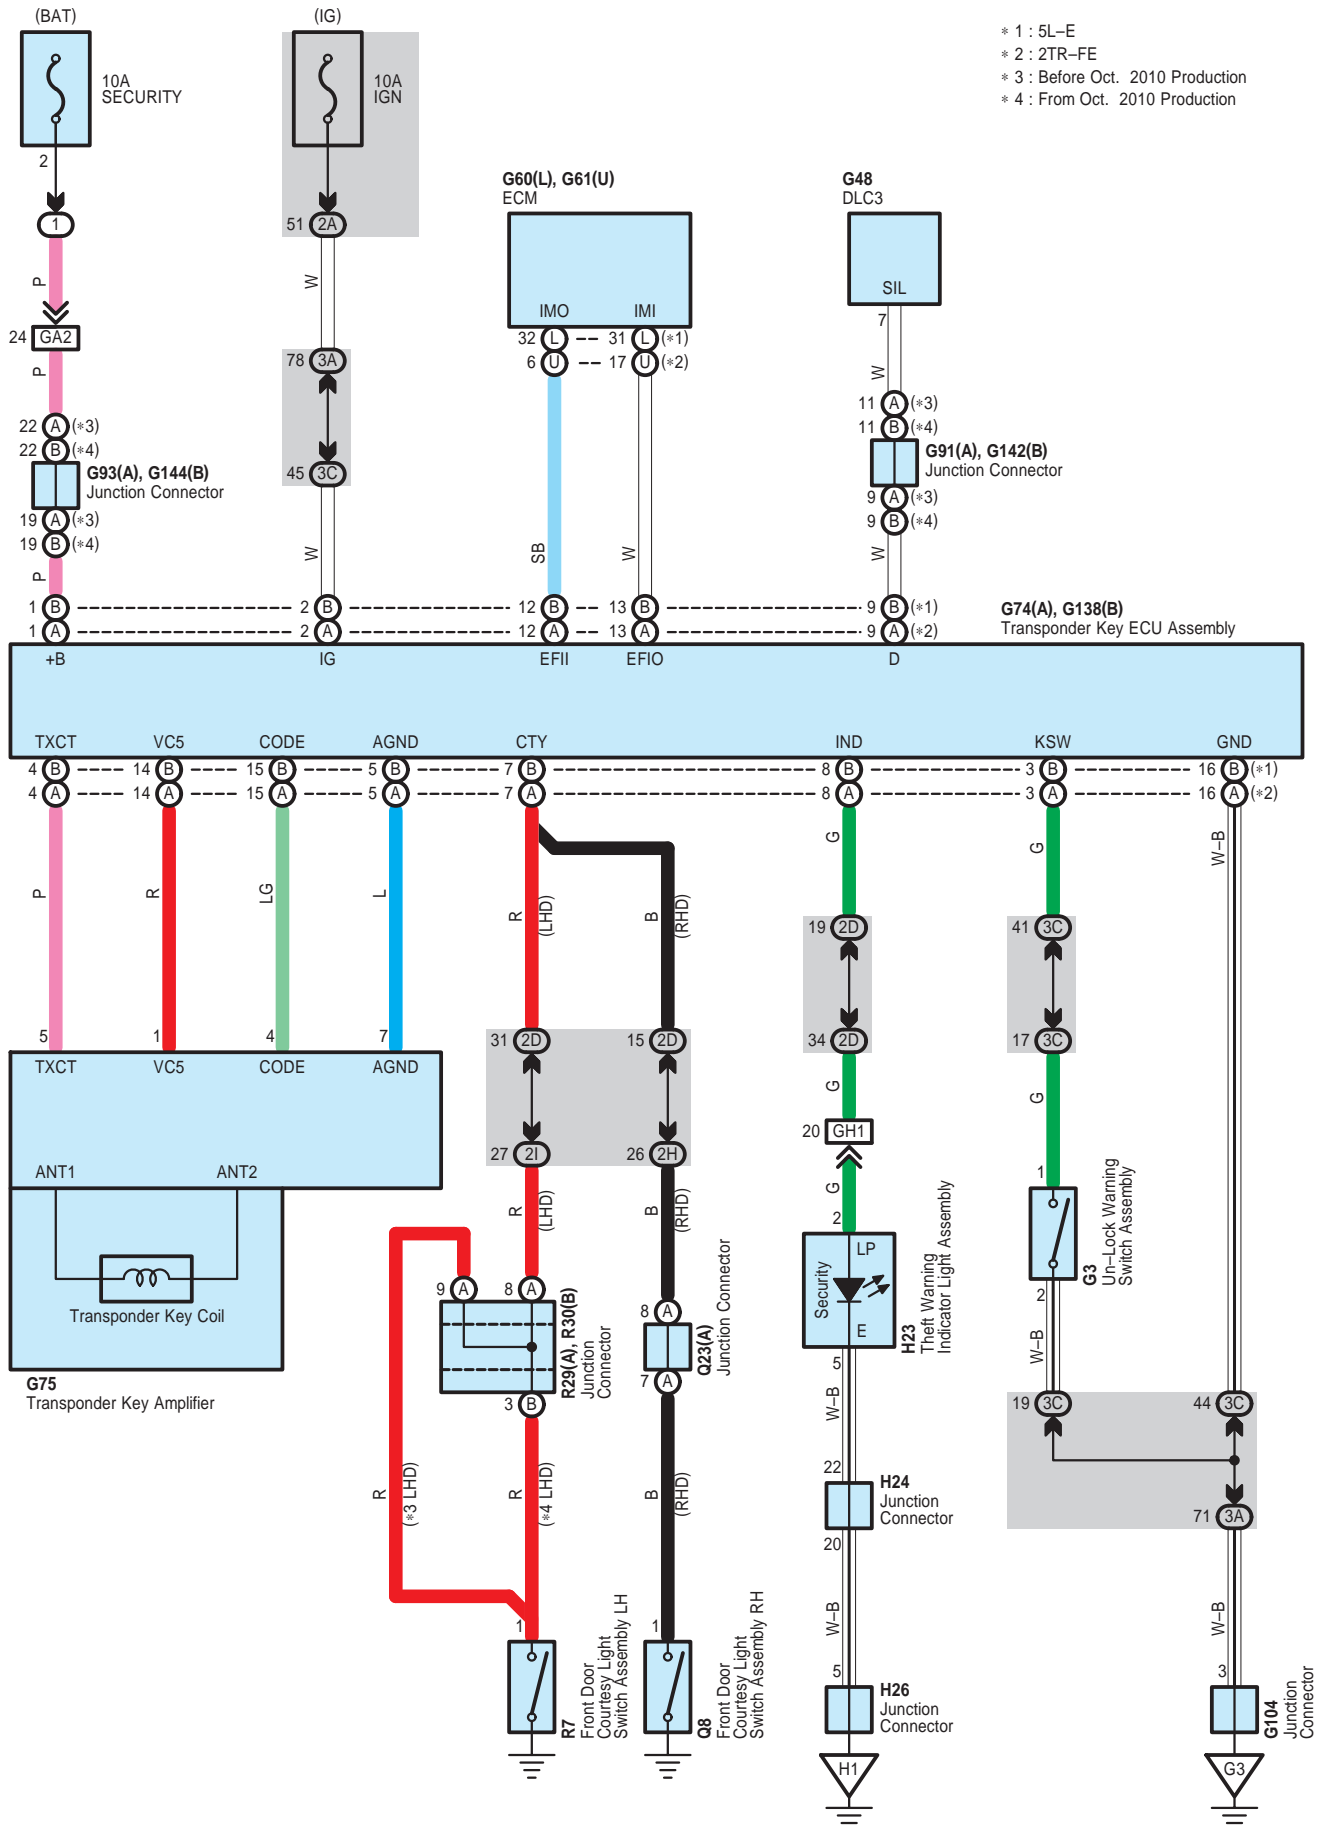 (BAT)
(IG)
∗ 1 : 5L–E
∗ 2 : 2TR–FE
∗ 3 : Before Oct. 2010 Production
∗ 4 : From Oct. 2010 Production
10A
SECURITY
10A
IGN
2
1
51 2A
G60(L), G61(U)
ECM
G48
DLC3
IMO IMI
SIL
32 L 31 L (∗1)
6 U 17 U (∗2)
7
P
W
24 GA2
78 3A
P
W
11 A (∗3)
11 B (∗4)
22 A (∗3)
22 B (∗4)
G93(A), G144(B)
Junction Connector
45 3C
G91(A), G142(B)
Junction Connector
19 A (∗3)
19 B (∗4)
9 A (∗3)
9 B (∗4)
P
W
SB
W
W
1 B 2 B 12 B 13 B 9 B (∗1)
1 A 2 A 12 A 13 A 9 A (∗2)
G74(A), G138(B)
Transponder Key ECU Assembly
+B IG EFII EFIO D
TXCT VC5 CODE AGND CTY IND KSW GND
4 B 14 B 15 B 5 B 7 B 8 B 3 B 16 B (∗1)
4 A 14 A 15 A 5 A 7 A 8 A 3 A 16 A (∗2)
P
R
LG
L
R
(LHD)
B
(RHD)
G
G
W–B
19 2D
41 3C
5 1 4 7
31 2D
15 2D
34 2D
17 3C
TXCT VC5 CODE AGND
G
G
27 2I
26 2H
20 GH1
ANT1 ANT2
Transponder Key Coil
G75
Transponder Key Amplifier
R
(LHD)
B
(RHD)
G
2
LP
Security
E
H23
Theft Warning
Indicator Light Assembly
1
G3
Un–Lock Warning
Switch Assembly
2
9 A 8 A
R29(A), R30(B)
Junction
Connector
3 B
8 A
Q23(A)
Junction Connector
7 A
5
W–B
W–B
19 3C
44 3C
R
(∗3 LHD)
R
(∗4 LHD)
B
(RHD)
22
H24
Junction
Connector
20
71 3A
W–B
W–B
1
R7
Front Door
Courtesy Light
Switch Assembly LH
1
Q8
Front Door
Courtesy Light
Switch Assembly RH
5
H26
Junction
Connector
H1
3
G104
Junction
Connector
G3